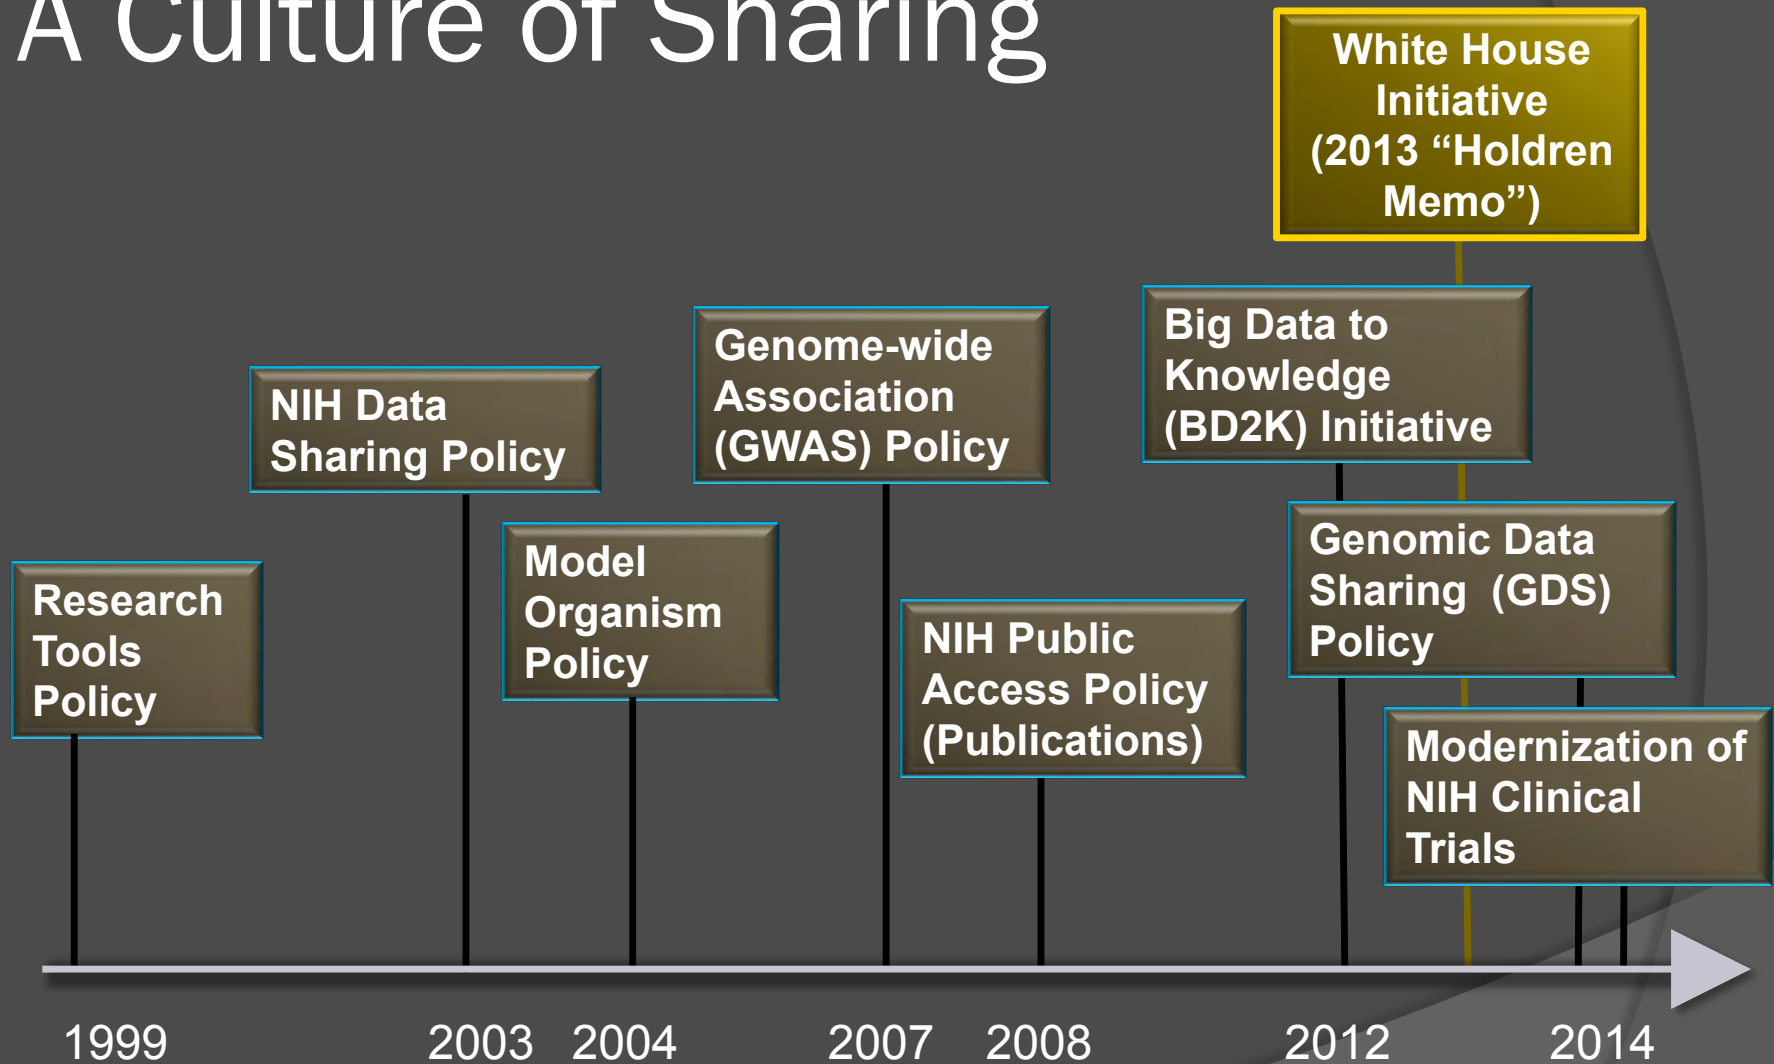 A Culture of Sharing
White House
Initiative
(2013 “Holdren
Memo”)
Big Data to
Knowledge
(BD2K) Initiative
Genome-wide
Association
(GWAS) Policy
NIH Data
Sharing Policy
Genomic Data
Sharing (GDS)
Policy
Model
Organism
Policy
Research
Tools
Policy
NIH Public
Access Policy
(Publications)
Modernization of
NIH Clinical
Trials
1999 2003 2004 2007 2008 2012 2014